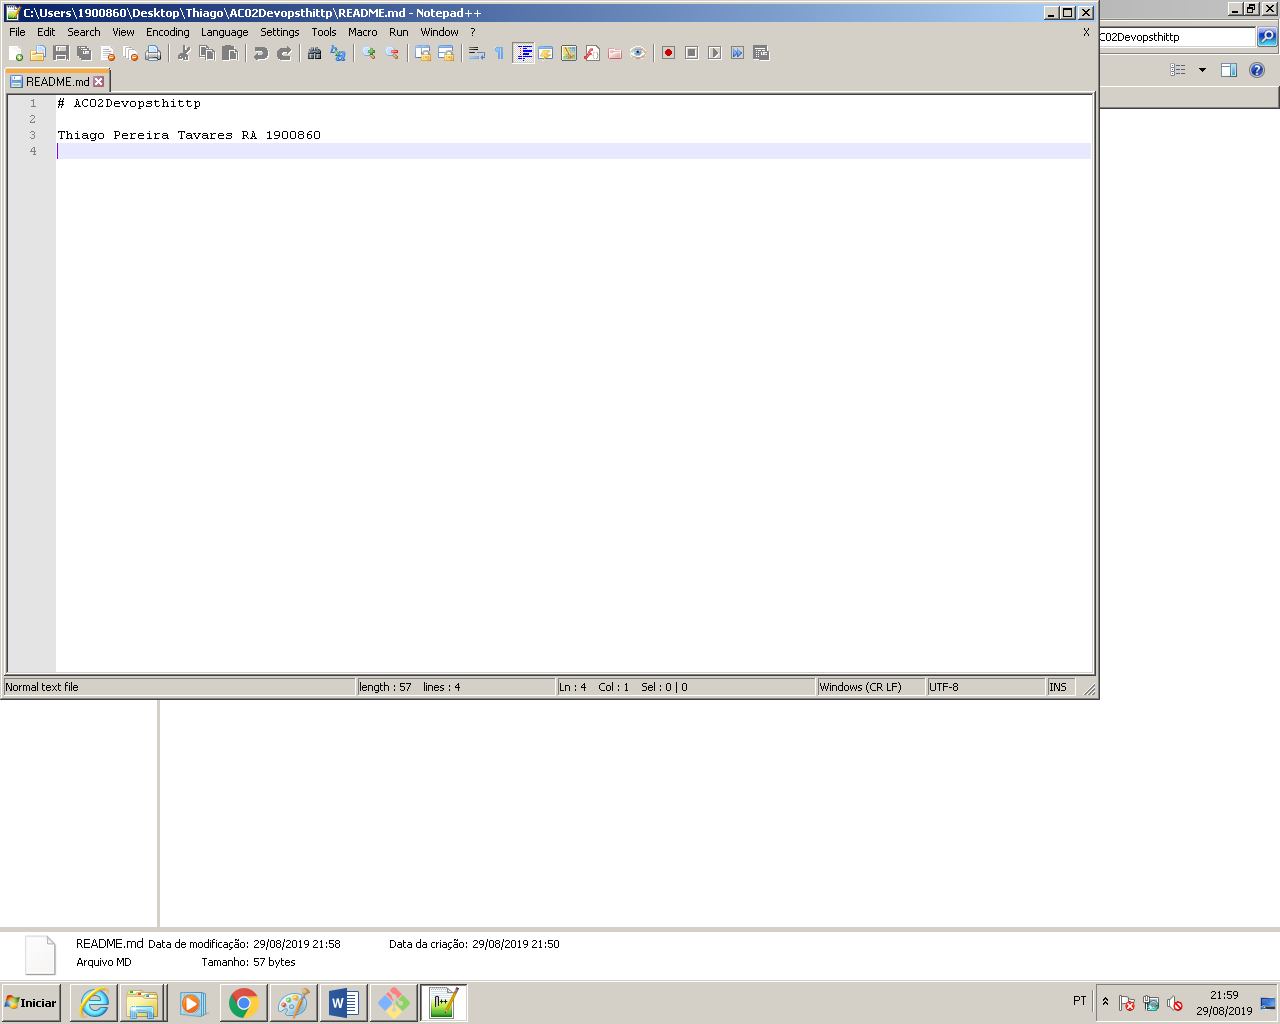 C:\Users\1900860\Desktop\Thiago\AC02Devopsthittp\README.md - Notepad++
File Edit Search View Encoding Language Settings Tools Macro Run Window ? X
C02Devopsthittp
README.md
1 # AC02Devopsthittp
2
3 Thiago Pereira Tavares RA 1900860
4
Normal text file length : 57 lines : 4 Ln : 4 Col : 1 Sel : 0 | 0 Windows (CR LF) UTF-8 INS
README.md Data de modificação: 29/08/2019 21:58 Data da criação: 29/08/2019 21:50
Arquivo MD Tamanho: 57 bytes
Iniciar PT 21:59
29/08/2019